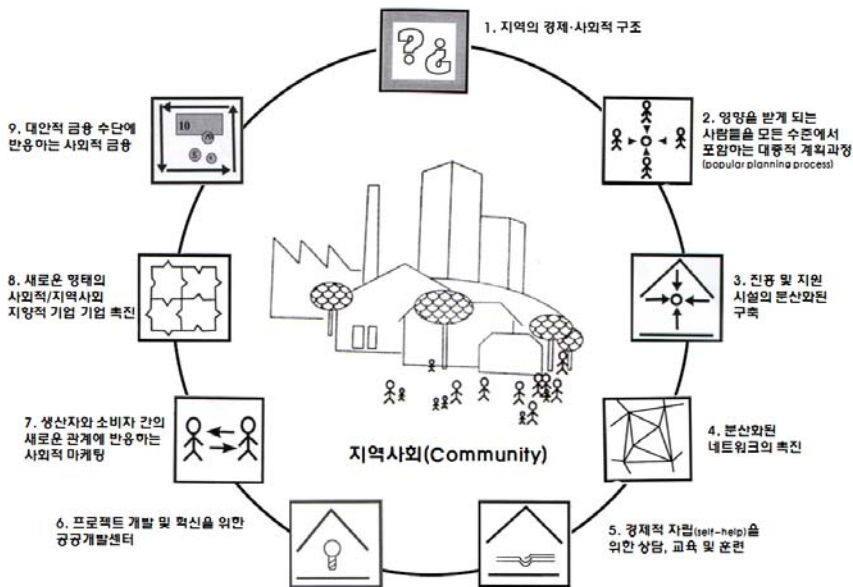 1. 지역의 경제·사회적 구조
2. 영향을 받게 되는
사람들을 모든 수준에서
포함하는 대중적 계획과정
(popular planning process)
3. 진흥 및 지원
시설의 분산화된
구축
4. 분산화된
네트워크의 촉진
5. 경제적 자립(self-help)을
위한 상담, 교육 및 훈련
6. 프로젝트 개발 및 혁신을 위한
공공개발센터
7. 생산자와 소비자 간의
새로운 관계에 반응하는
사회적 마케팅
8. 새로운 형태의
사회적/지역사회
지향적 기업 기업 촉진
9. 대안적 금융 수단에
반응하는 사회적 금융
10
지역사회(Community)